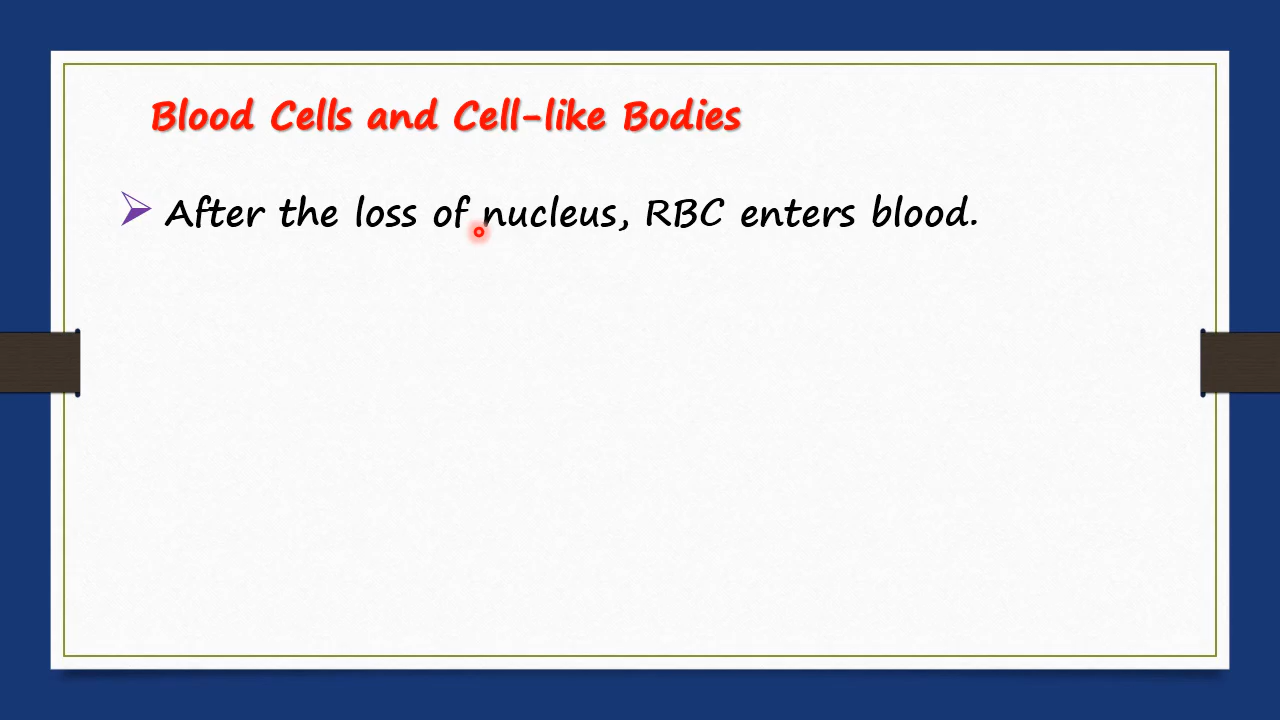 Blood Cells and Cell-like Bodies
After the loss of nucleus, RBC enters blood.